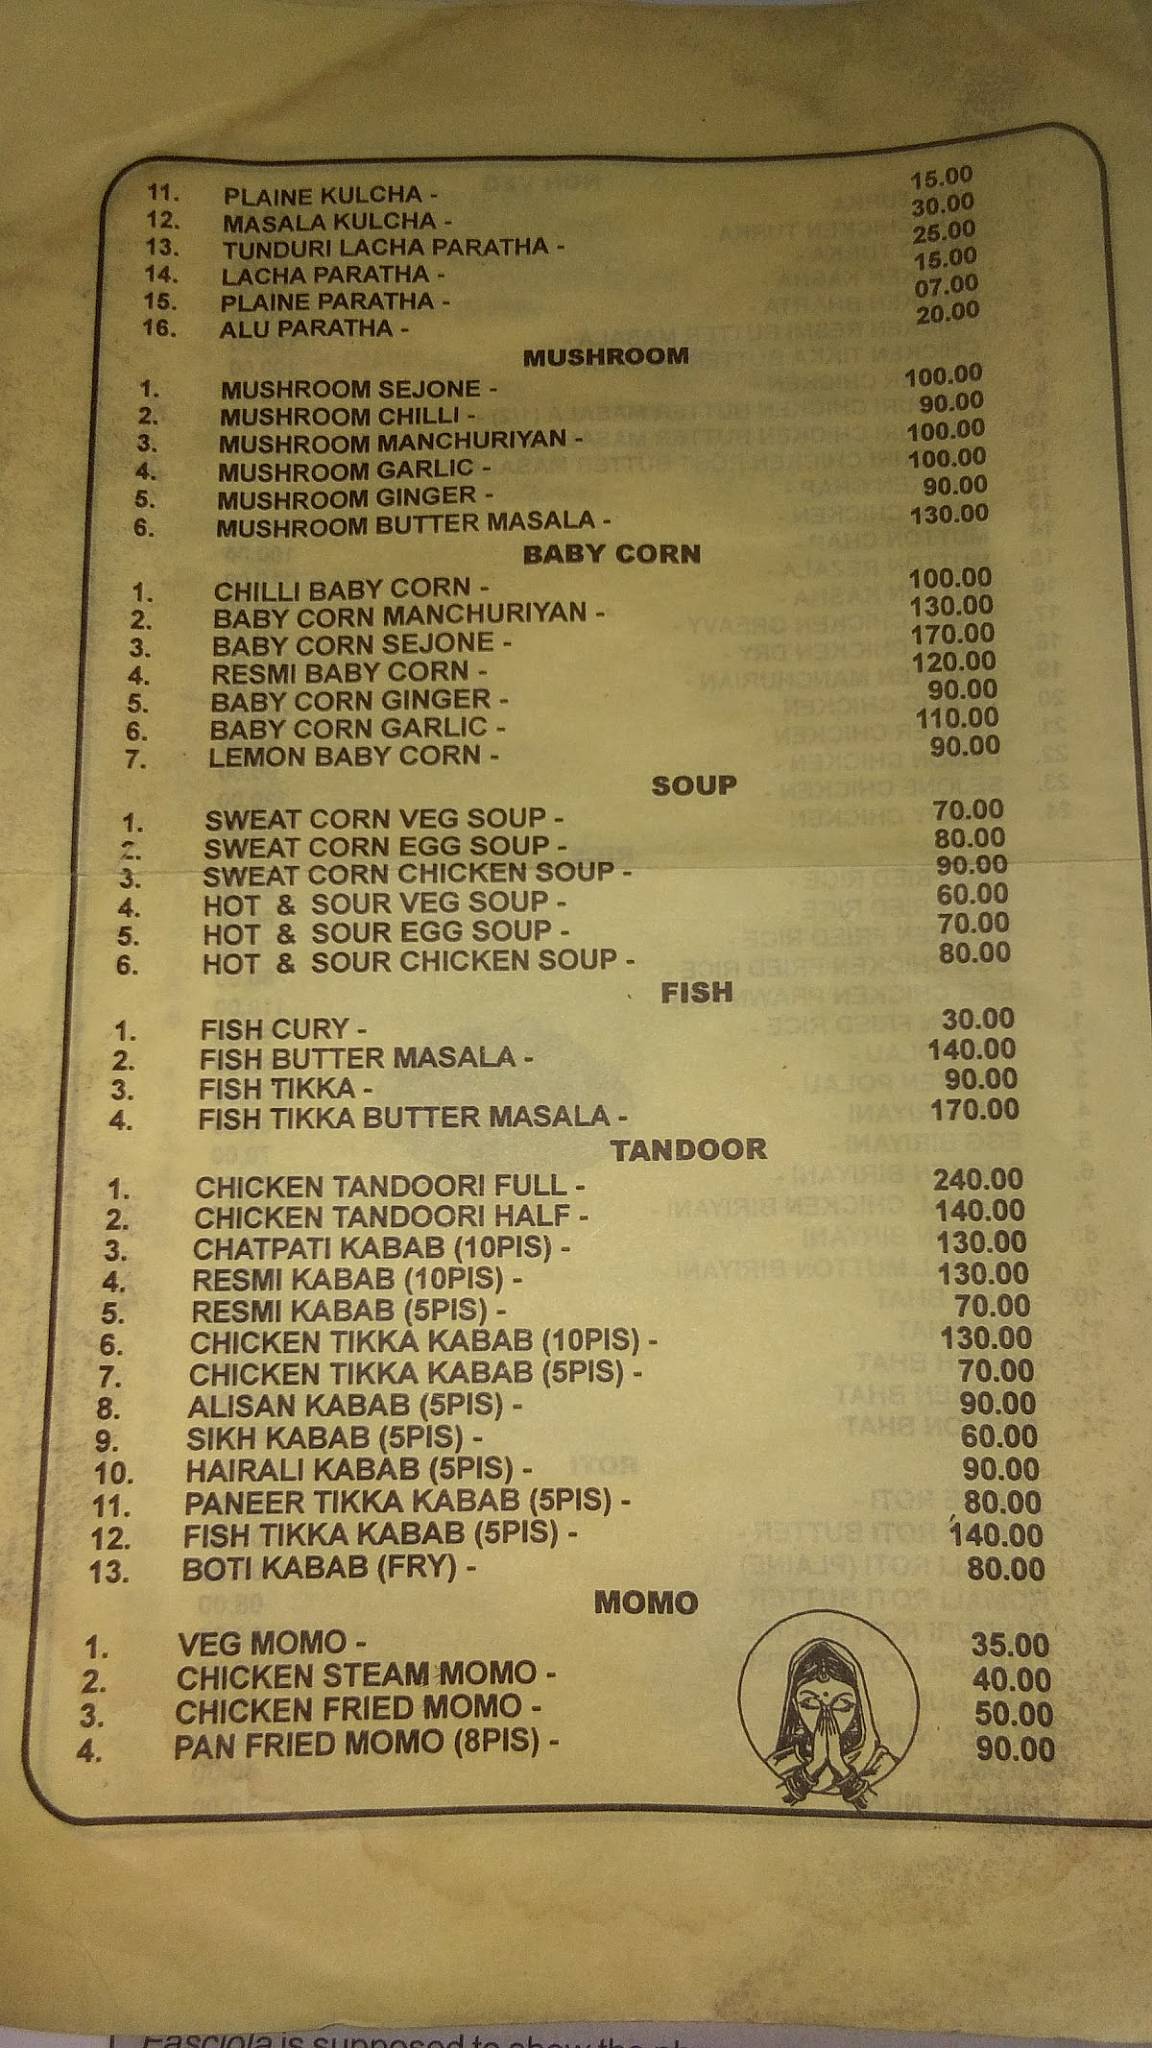 11. PLAINE KULCHA - 15.00
12. MASALA KULCHA - 30.00
13. TUNDURI LACHA PARATHA - 25.00
14. LACHA PARATHA - 15.00
15. PLAINE PARATHA - 07.00
16. ALU PARATHA - 20.00
MUSHROOM
1. MUSHROOM SEJONE - 100.00
2. MUSHROOM CHILLI - 90.00
3. MUSHROOM MANCHURIYAN - 100.00
4. MUSHROOM GARLIC - 100.00
5. MUSHROOM GINGER - 90.00
6. MUSHROOM BUTTER MASALA - 130.00
BABY CORN
1. CHILLI BABY CORN - 100.00
2. BABY CORN MANCHURIYAN - 130.00
3. BABY CORN SEJONE - 170.00
4. RESMI BABY CORN - 120.00
5. BABY CORN GINGER - 90.00
6. BABY CORN GARLIC - 110.00
7. LEMON BABY CORN - 90.00
SOUP
1. SWEAT CORN VEG SOUP - 70.00
2. SWEAT CORN EGG SOUP - 80.00
3. SWEAT CORN CHICKEN SOUP - 90.00
4. HOT & SOUR VEG SOUP - 60.00
5. HOT & SOUR EGG SOUP - 70.00
6. HOT & SOUR CHICKEN SOUP - 80.00
FISH
1. FISH CURY - 30.00
2. FISH BUTTER MASALA - 140.00
3. FISH TIKKA - 90.00
4. FISH TIKKA BUTTER MASALA - 170.00
TANDOOR
1. CHICKEN TANDOORI FULL - 240.00
2. CHICKEN TANDOORI HALF - 140.00
3. CHATPATI KABAB (10PIS) - 130.00
4. RESMI KABAB (10PIS) - 130.00
5. RESMI KABAB (5PIS) - 70.00
6. CHICKEN TIKKA KABAB (10PIS) - 130.00
7. CHICKEN TIKKA KABAB (5PIS) - 70.00
8. ALISAN KABAB (5PIS) - 90.00
9. SIKH KABAB (5PIS) - 60.00
10. HAIRALI KABAB (5PIS) - 90.00
11. PANEER TIKKA KABAB (5PIS) - 80.00
12. FISH TIKKA KABAB (5PIS) - 140.00
13. BOTI KABAB (FRY) - 80.00
MOMO
1. VEG MOMO - 35.00
2. CHICKEN STEAM MOMO - 40.00
3. CHICKEN FRIED MOMO - 50.00
4. PAN FRIED MOMO (8PIS) - 90.00
Fasciola is supposed to show the